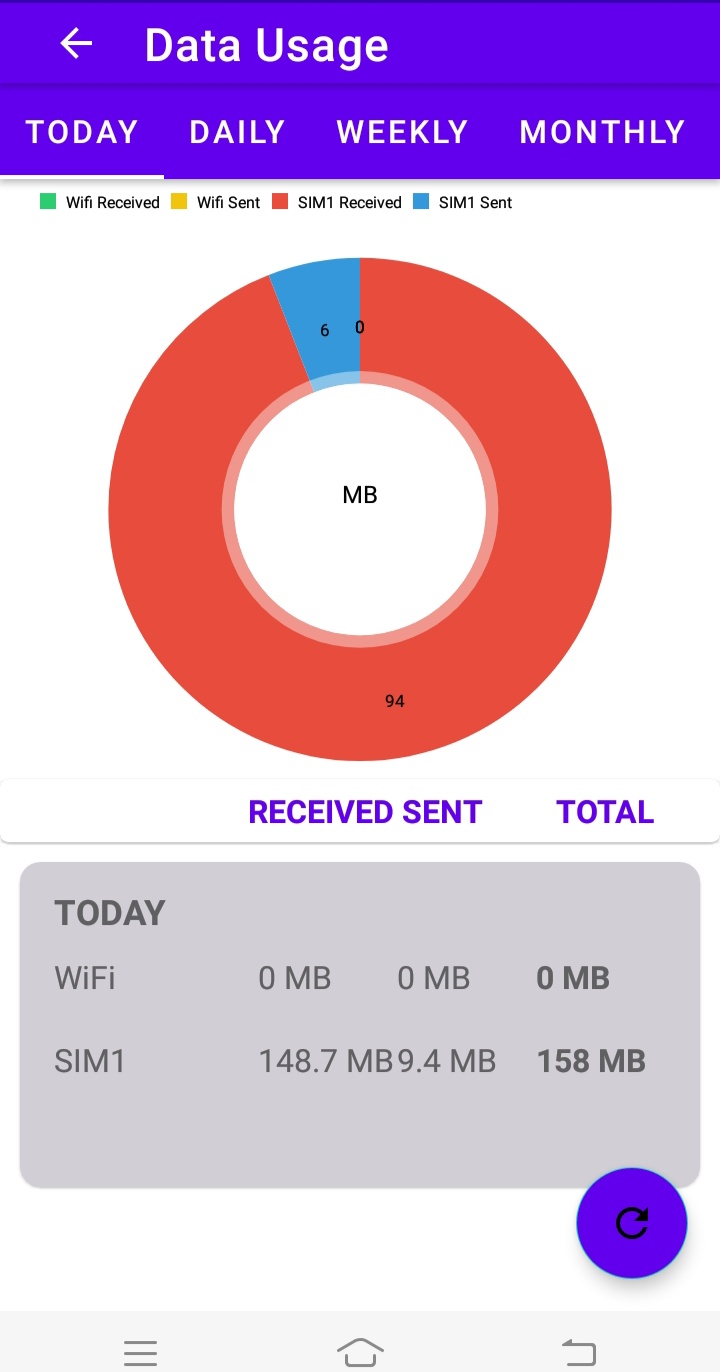 Data Usage
TODAY DAILY WEEKLY MONTHLY
Wifi Received Wifi Sent SIM1 Received SIM1 Sent
6 0
MB
94
RECEIVED SENT TOTAL
TODAY
WiFi 0 MB 0 MB 0 MB
SIM1 148.7 MB 9.4 MB 158 MB